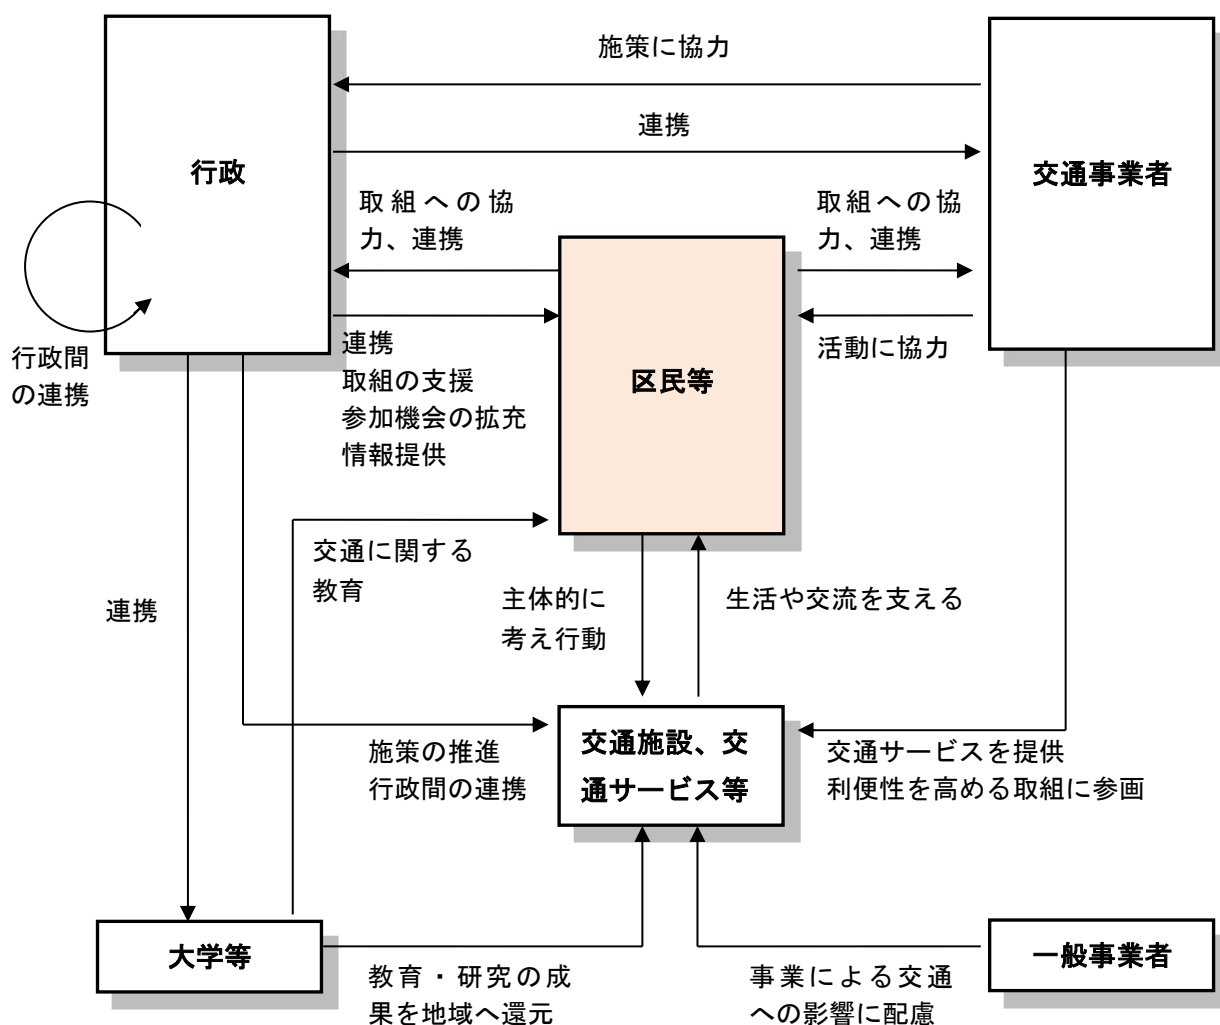 施策に協力
連携
行政
交通事業者
取組への協
力、連携
取組への協
力、連携
行政間
の連携
連携
取組の支援
参加機会の拡充
情報提供
区民等
活動に協力
交通に関する
教育
連携
主体的に
考え行動
生活や交流を支える
施策の推進
行政間の連携
交通施設、交
通サービス等
交通サービスを提供
利便性を高める取組に参画
大学等
教育・研究の成
果を地域へ還元
事業による交通
への影響に配慮
一般事業者